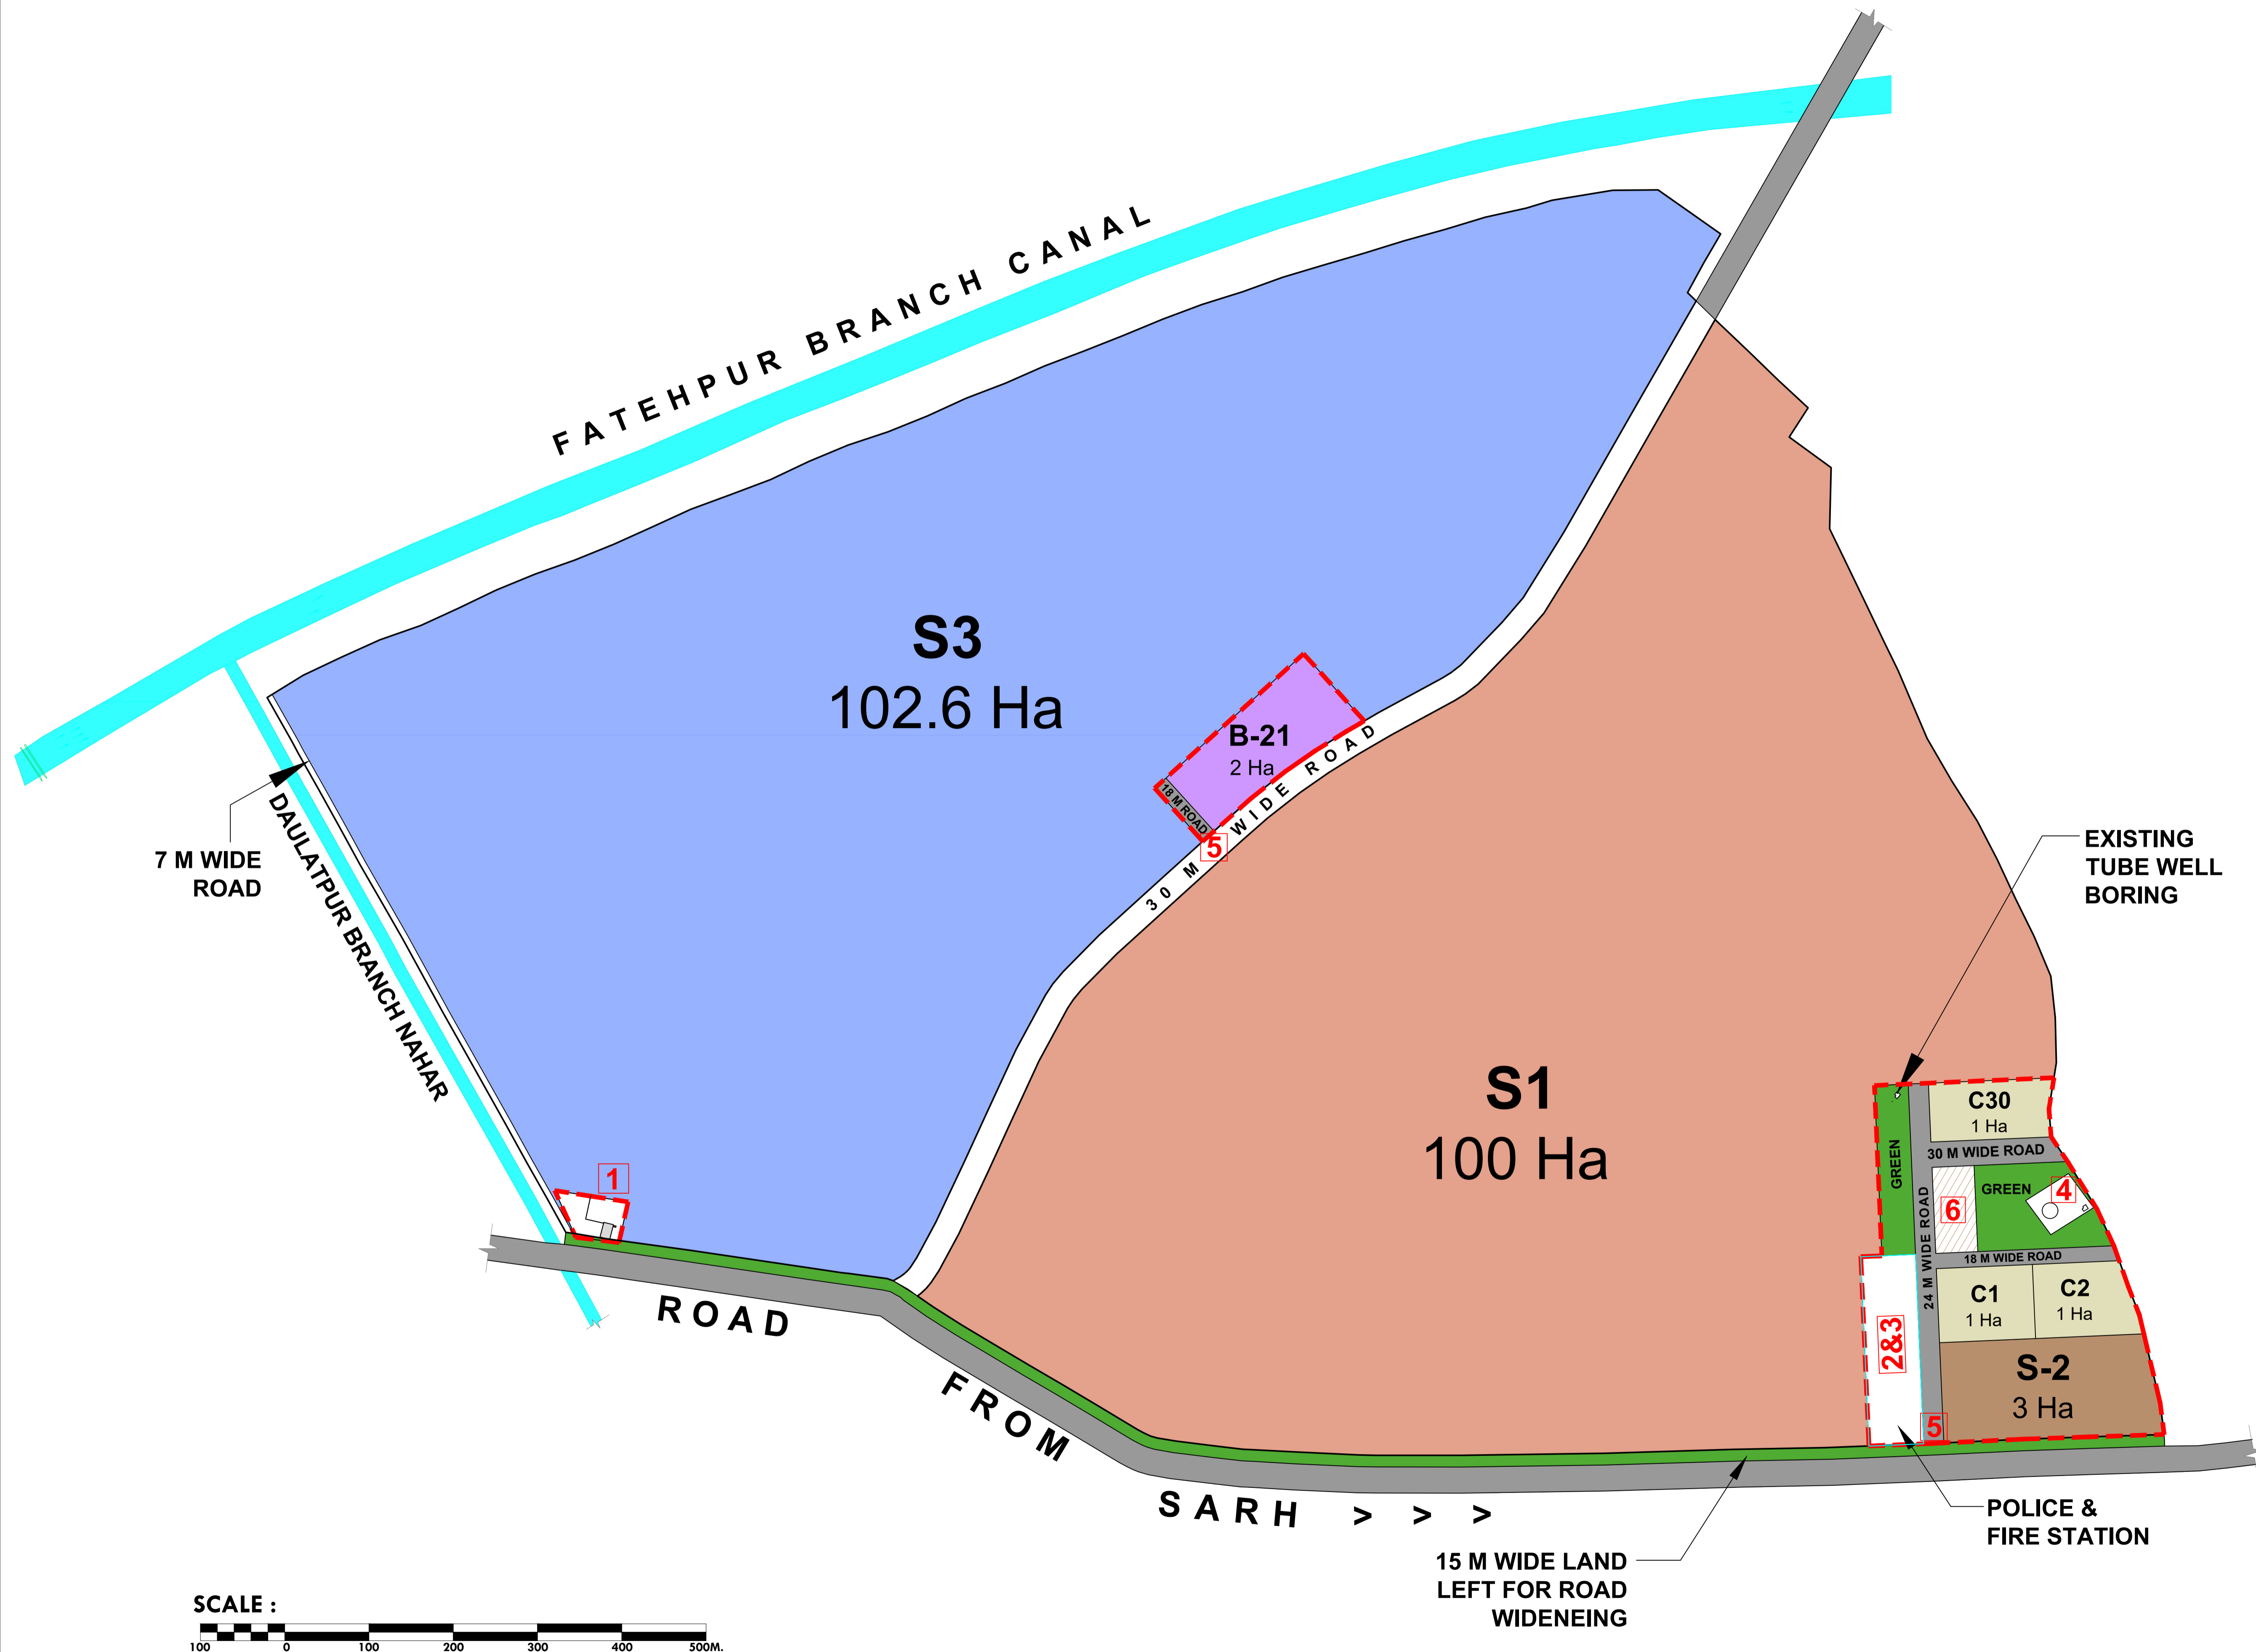 FATEHPUR BRANCH CANAL
S3
102.6 Ha
B-21
2 Ha
18 M ROAD
5
30 M WIDE ROAD
7 M WIDE
ROAD
DAULATPUR BRANCH NAHAR
EXISTING
TUBE WELL
BORING
S1
100 Ha
C30
1 Ha
30 M WIDE ROAD
GREEN
GREEN
4
6
24 M WIDE ROAD
18 M WIDE ROAD
C1
1 Ha
C2
1 Ha
2&3
S-2
3 Ha
5
1
ROAD FROM SARH > > >
POLICE &
FIRE STATION
15 M WIDE LAND
LEFT FOR ROAD
WIDENEING
SCALE :
100 0 100 200 300 400 500M.